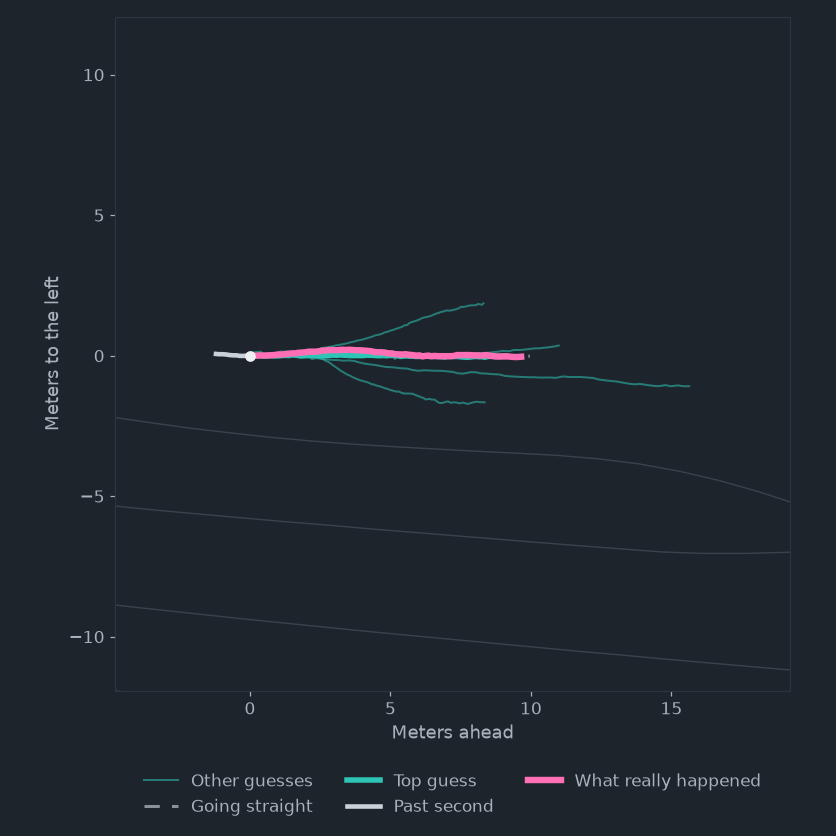 10
5
0
−5
−10
Meters to the left
0 5 10 15
Meters ahead
Other guesses Top guess What really happened
Going straight Past second